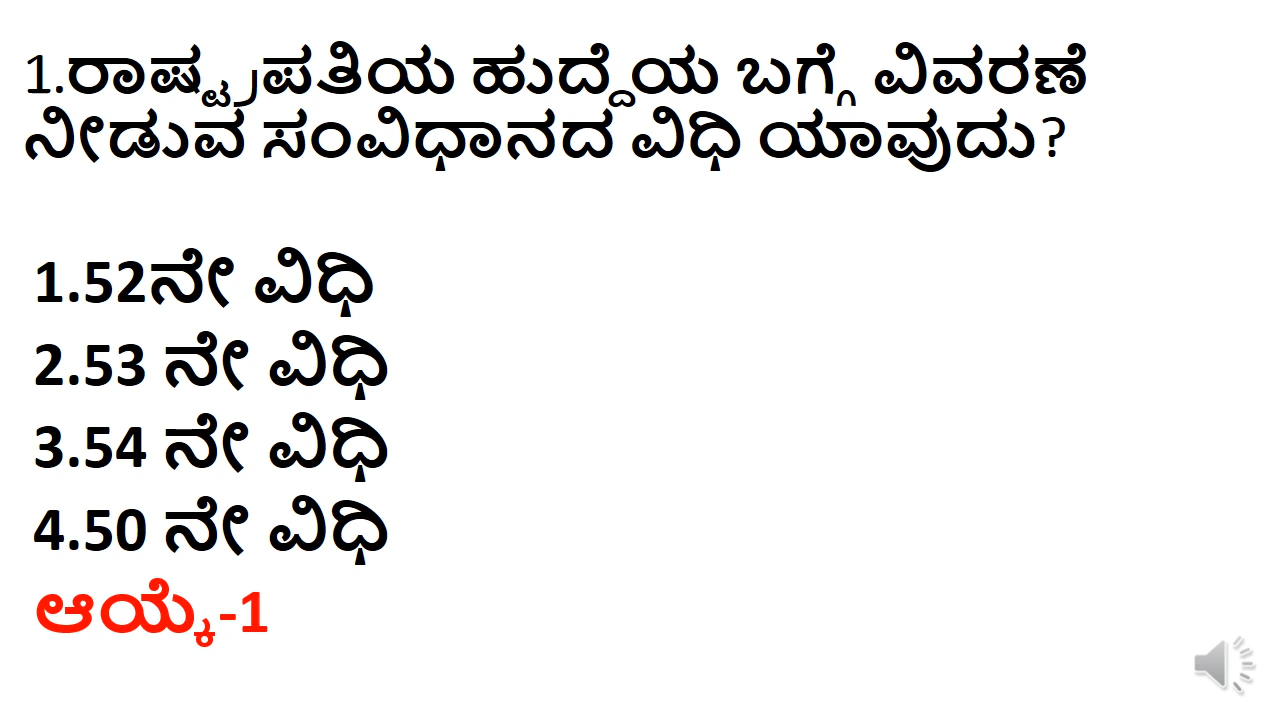 1.ರಾಷ್ಟ್ರಪತಿಯ ಹುದ್ದೆಯ ಬಗ್ಗೆ ವಿವರಣೆ
ನೀಡುವ ಸಂವಿಧಾನದ ವಿಧಿ ಯಾವುದು?
1.52ನೇ ವಿಧಿ
2.53 ನೇ ವಿಧಿ
3.54 ನೇ ವಿಧಿ
4.50 ನೇ ವಿಧಿ
ಆಯ್ಕೆ-1